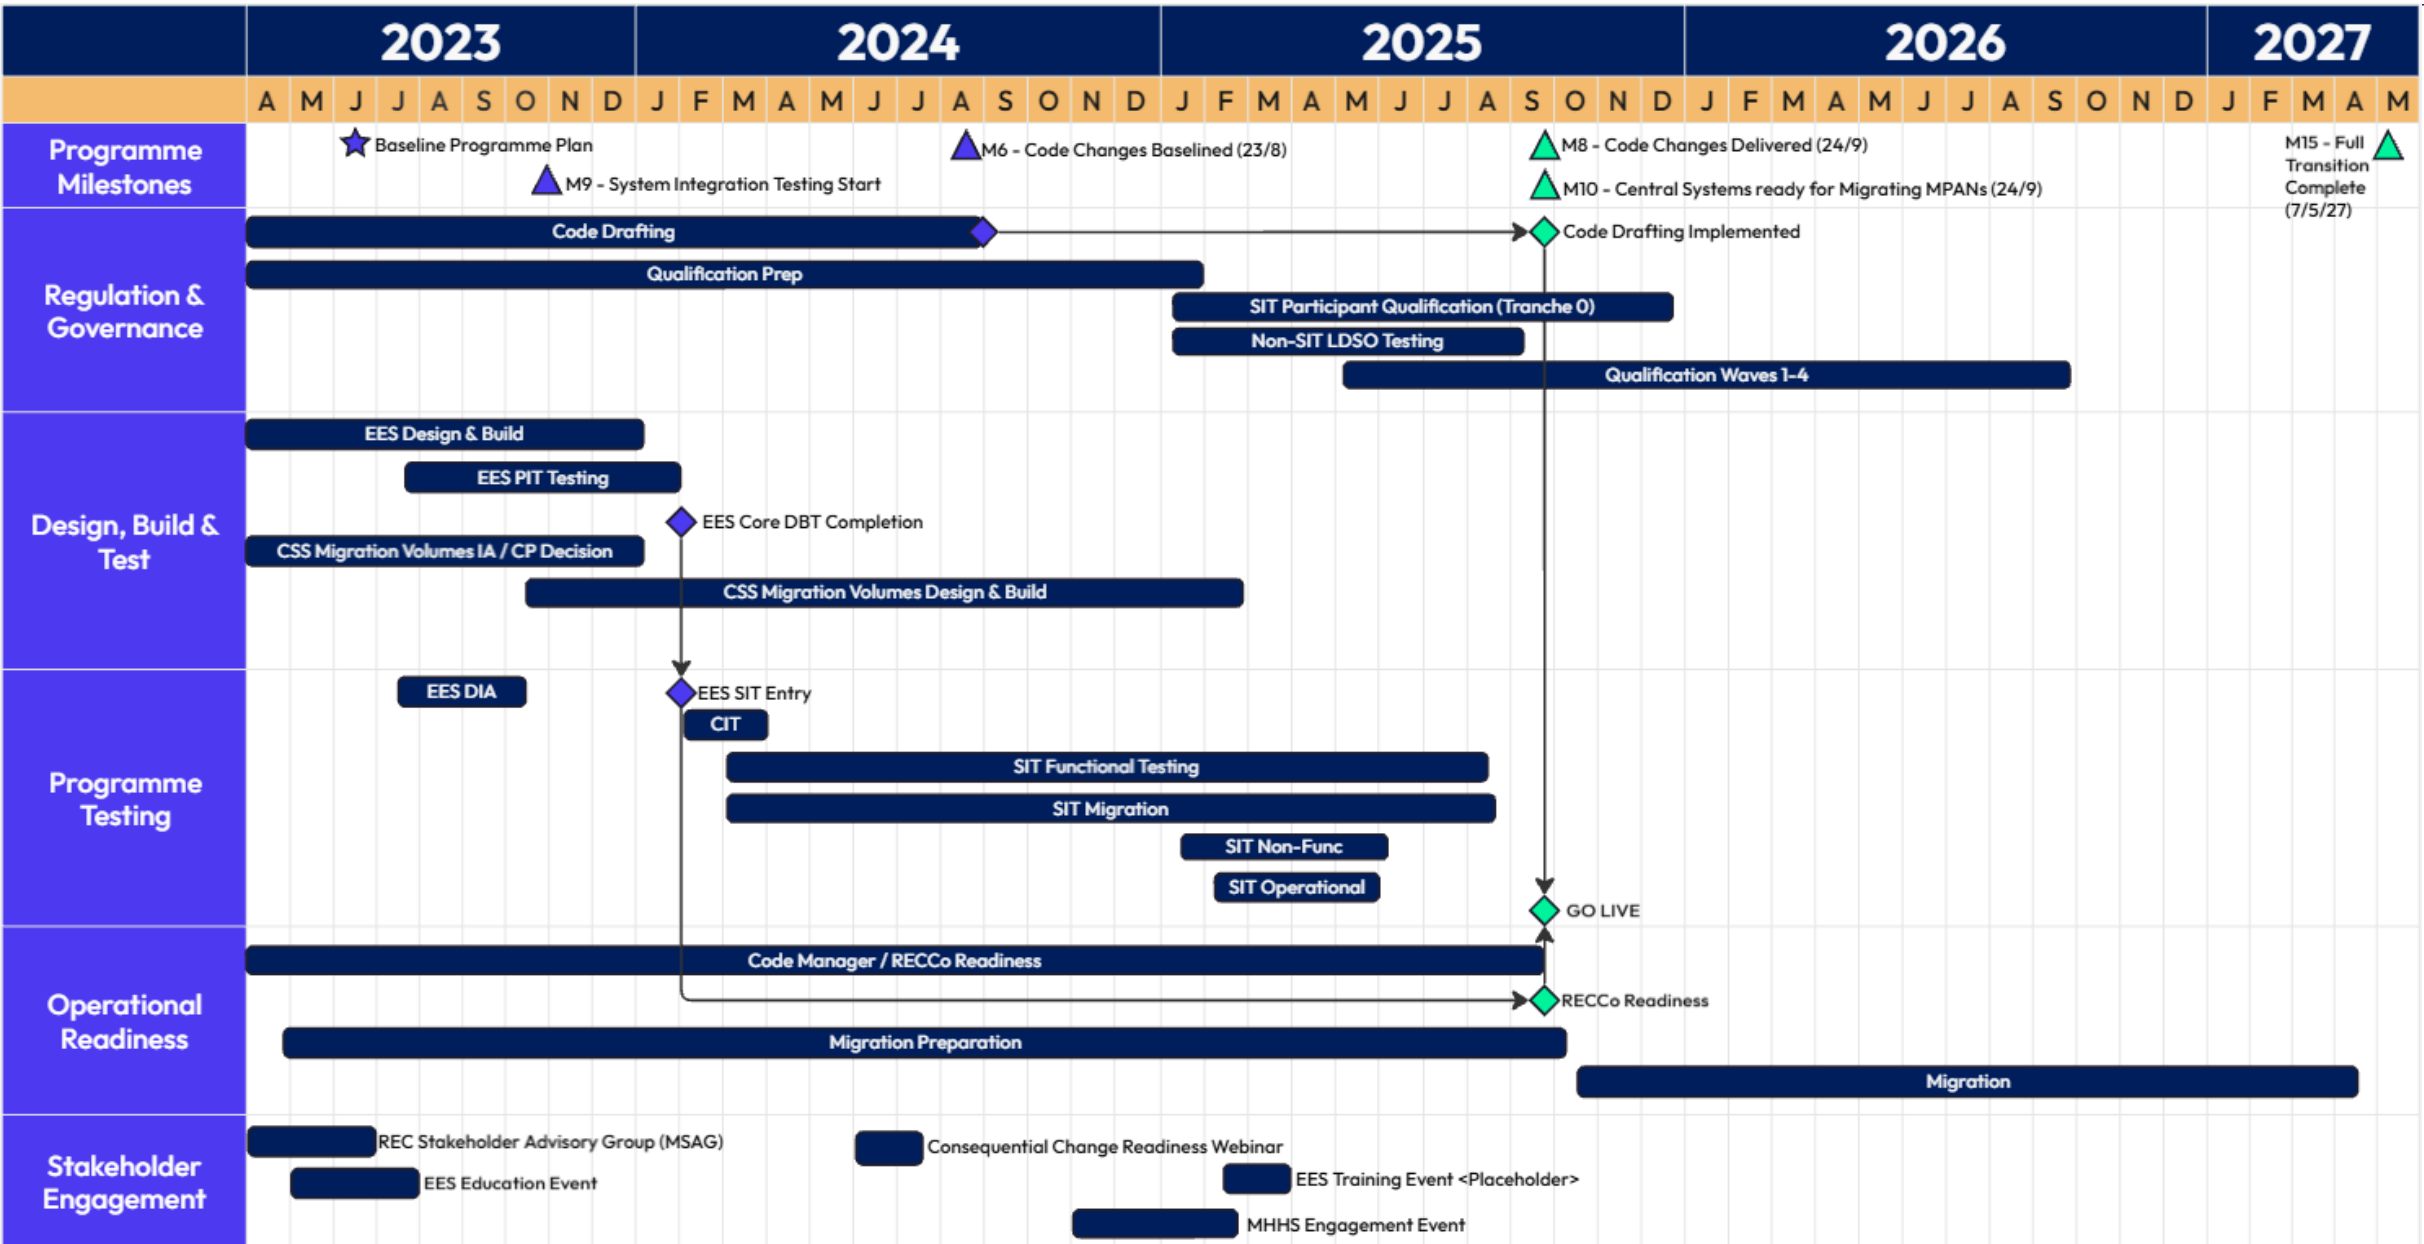 2023 2024 2025 2026 2027
A M J J A S O N D J F M A M J J A S O N D J F M A M J J A S O N D J F M A M J J A S O N D J F M A M
Programme
Milestones
Baseline Programme Plan
M9 - System Integration Testing Start
M6 - Code Changes Baselined (23/8)
M8 - Code Changes Delivered (24/9)
M10 - Central Systems ready for Migrating MPANs (24/9)
M15 - Full
Transition
Complete
(7/5/27)
Regulation &
Governance
Code Drafting
Code Drafting Implemented
Qualification Prep
SIT Participant Qualification (Tranche 0)
Non-SIT LDSO Testing
Qualification Waves 1-4
Design, Build &
Test
EES Design & Build
EES PIT Testing
EES Core DBT Completion
CSS Migration Volumes IA / CP Decision
CSS Migration Volumes Design & Build
Programme
Testing
EES DIA
EES SIT Entry
CIT
SIT Functional Testing
SIT Migration
SIT Non-Func
SIT Operational
GO LIVE
Operational
Readiness
Code Manager / RECCo Readiness
RECCo Readiness
Migration Preparation
Migration
Stakeholder
Engagement
REC Stakeholder Advisory Group (MSAG)
EES Education Event
Consequential Change Readiness Webinar
EES Training Event <Placeholder>
MHHS Engagement Event